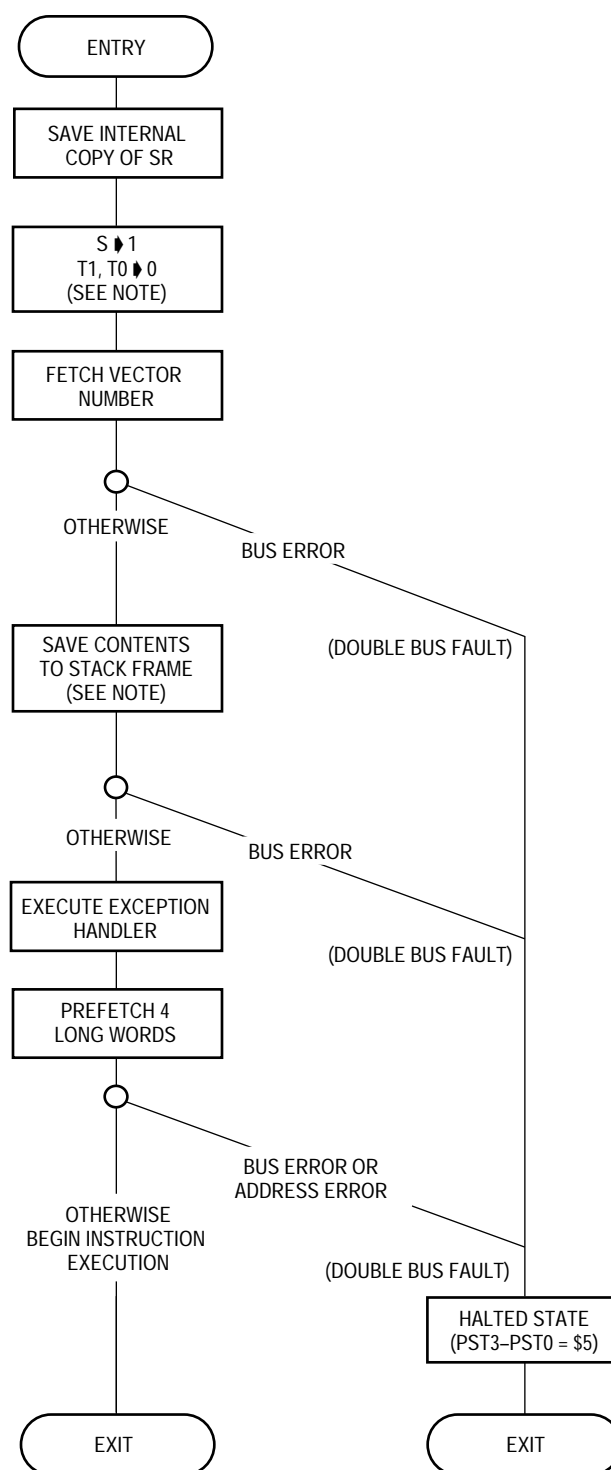 ENTRY
SAVE INTERNAL
COPY OF SR
S ➧ 1
T1, T0 ➧ 0
(SEE NOTE)
FETCH VECTOR
NUMBER
OTHERWISE
BUS ERROR
(DOUBLE BUS FAULT)
SAVE CONTENTS
TO STACK FRAME
(SEE NOTE)
OTHERWISE
BUS ERROR
(DOUBLE BUS FAULT)
EXECUTE EXCEPTION
HANDLER
PREFETCH 4
LONG WORDS
BUS ERROR OR
ADDRESS ERROR
OTHERWISE
BEGIN INSTRUCTION
EXECUTION
(DOUBLE BUS FAULT)
HALTED STATE
(PST3–PST0 = $5)
EXIT
EXIT